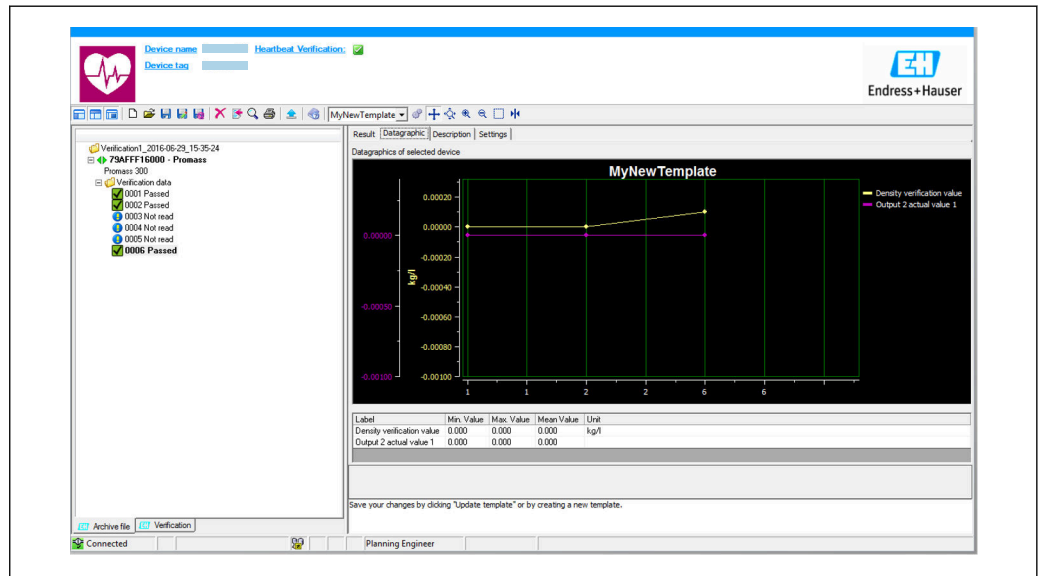 Device name Heartbeat Verification:
Device tag
EH
Endress+Hauser
MyNewTemplate
Result Datagraphic Description Settings
Datagraphics of selected device
Verification1_2016-06-29_15-35-24
79AFFF16000 - Promass
Promass 300
Verification data
0001 Passed
0002 Passed
0003 Not read
0004 Not read
0005 Not read
0006 Passed
MyNewTemplate
Density verification value
Output 2 actual value 1
0.00020
0.00000
0.00000
-0.00020
kg/l
-0.00040
-0.00050
-0.00060
-0.00080
-0.00100
-0.00100
1 1 2 2 6 6
Label Min. Value Max. Value Mean Value Unit
Density verification value 0.000 0.000 0.000 kg/l
Output 2 actual value 1 0.000 0.000 0.000
Save your changes by clicking "Update template" or by creating a new template.
Archive file Verification
Connected Planning Engineer